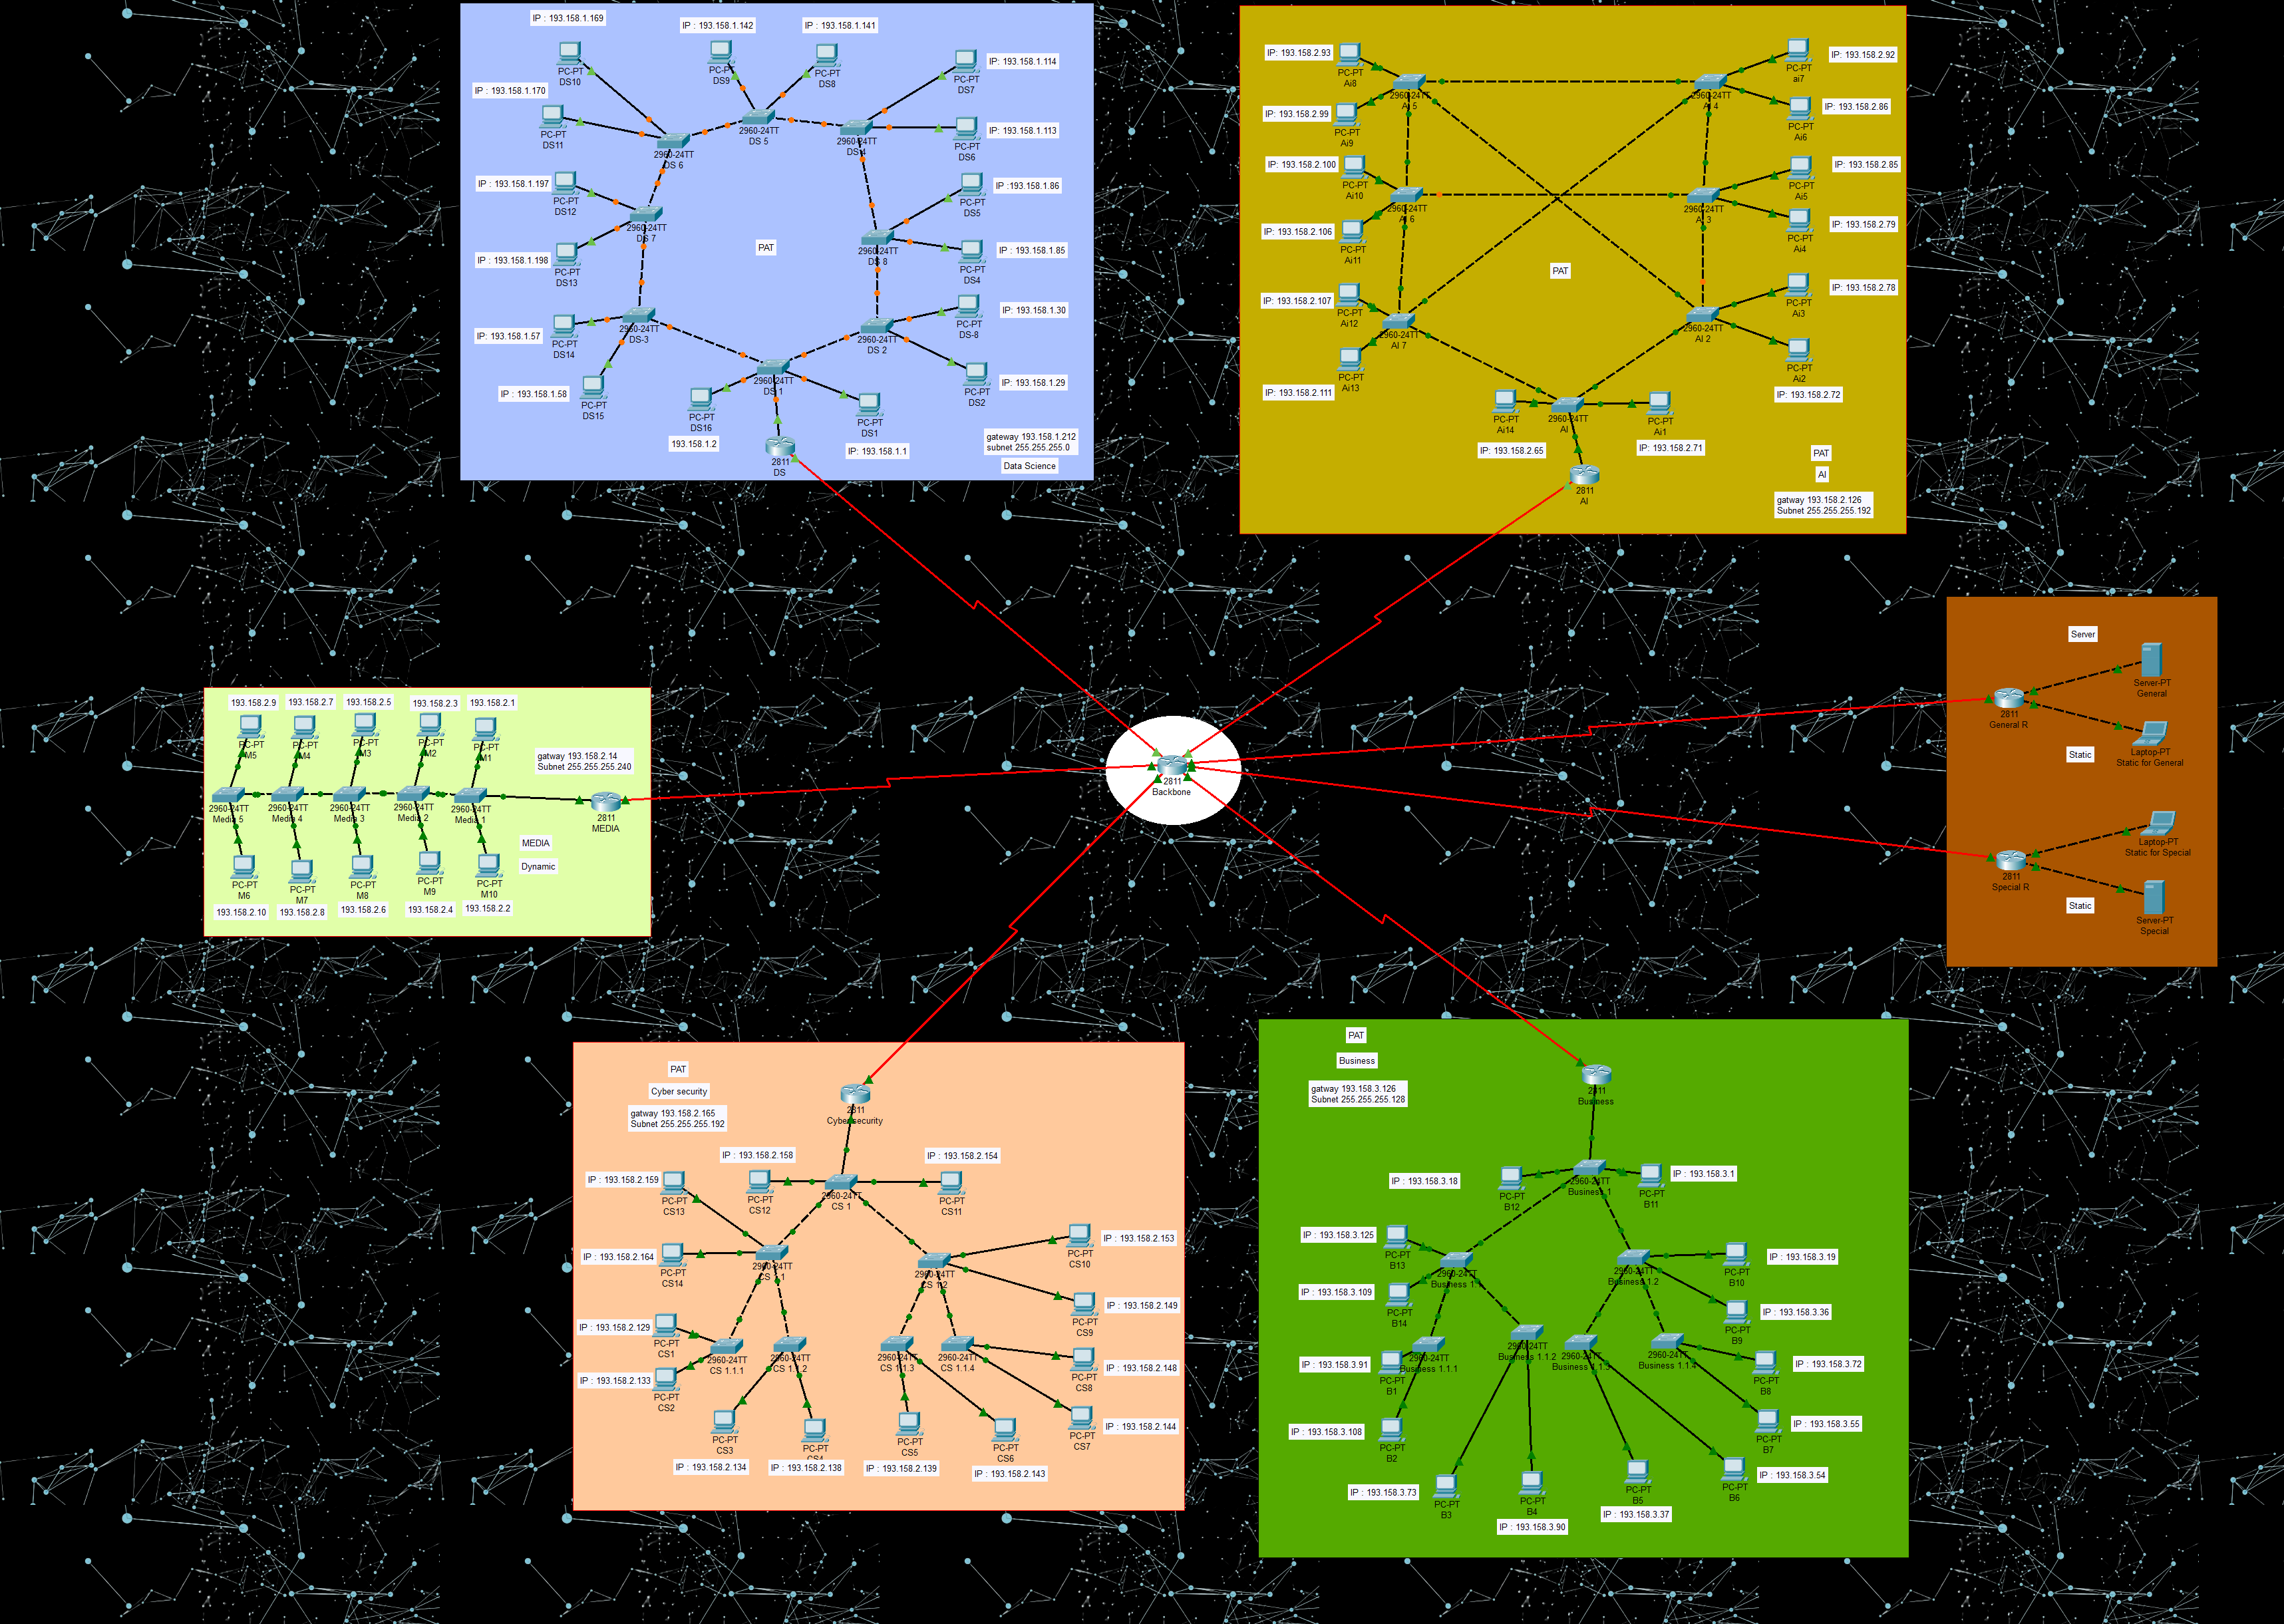 IP : 193.158.1.169
IP : 193.158.1.142
IP : 193.158.1.141
PC-PT
DS10
PC-PT
DS9
PC-PT
DS8
IP: 193.158.1.114
PC-PT
DS7
IP : 193.158.1.170
PC-PT
DS11
2960-24TT
DS 6
2960-24TT
DS 5
2960-24TT
DS 4
IP: 193.158.1.113
PC-PT
DS6
IP : 193.158.1.197
PC-PT
DS12
IP :193.158.1.86
PC-PT
DS5
2960-24TT
DS 7
PAT
2960-24TT
DS 8
IP : 193.158.1.198
PC-PT
DS13
IP: 193.158.1.85
PC-PT
DS4
IP: 193.158.1.57
PC-PT
DS14
2960-24TT
DS-3
2960-24TT
DS 2
IP: 193.158.1.30
PC-PT
DS-8
IP : 193.158.1.58
PC-PT
DS15
2960-24TT
DS 1
IP: 193.158.1.29
PC-PT
DS2
PC-PT
DS16
193.158.1.2
PC-PT
DS1
IP: 193.158.1.1
2811
DS
gateway 193.158.1.212
subnet 255.255.255.0
Data Science
IP: 193.158.2.93
PC-PT
Ai8
2960-24TT
AI 5
2960-24TT
AI 4
PC-PT
ai7
IP: 193.158.2.92
IP: 193.158.2.99
PC-PT
Ai9
PC-PT
Ai6
IP: 193.158.2.86
IP: 193.158.2.100
PC-PT
Ai10
2960-24TT
AI 6
2960-24TT
AI 3
PC-PT
Ai5
IP: 193.158.2.85
IP: 193.158.2.106
PC-PT
Ai11
PC-PT
Ai4
IP: 193.158.2.79
PAT
IP: 193.158.2.107
PC-PT
Ai12
2960-24TT
AI 7
2960-24TT
AI 2
PC-PT
Ai3
IP: 193.158.2.78
IP: 193.158.2.111
PC-PT
Ai13
PC-PT
Ai2
IP: 193.158.2.72
PC-PT
Ai14
2960-24TT
AI
PC-PT
Ai1
IP : 193.158.2.65
IP : 193.158.2.71
2811
AI
PAT
AI
gatway 193.158.2.126
Subnet 255.255.255.192
Server
Server-PT
General
2811
General R
Static
Laptop-PT
Static for General
Laptop-PT
Static for Special
2811
Special R
Static
Server-PT
Special
193.158.2.9
193.158.2.7
193.158.2.5
193.158.2.3
193.158.2.1
PC-PT
M5
PC-PT
M4
PC-PT
M3
PC-PT
M2
PC-PT
M1
gatway 193.158.2.14
Subnet 255.255.255.240
2960-24TT
Media 5
2960-24TT
Media 4
2960-24TT
Media 3
2960-24TT
Media 2
2960-24TT
Media 1
2811
MEDIA
MEDIA
Dynamic
PC-PT
M6
PC-PT
M7
PC-PT
M8
PC-PT
M9
PC-PT
M10
193.158.2.10
193.158.2.8
193.158.2.6
193.158.2.4
193.158.2.2
2811
Backbone
PAT
Cyber security
gatway 193.158.2.165
Subnet 255.255.255.192
2811
Cybersecurity
IP : 193.158.2.159
PC-PT
CS13
IP : 193.158.2.158
PC-PT
CS12
2960-24TT
CS 1
IP : 193.158.2.154
PC-PT
CS11
IP : 193.158.2.164
PC-PT
CS14
2960-24TT
CS 1.1
2960-24TT
CS 1.2
PC-PT
CS10
IP : 193.158.2.153
PC-PT
CS9
IP : 193.158.2.149
IP : 193.158.2.129
PC-PT
CS1
2960-24TT
CS 1.1.1
2960-24TT
CS 1.1.2
2960-24TT
CS 1.1.3
2960-24TT
CS 1.1.4
PC-PT
CS8
IP : 193.158.2.148
IP : 193.158.2.133
PC-PT
CS2
PC-PT
CS3
IP : 193.158.2.134
PC-PT
CS4
IP : 193.158.2.138
PC-PT
CS5
IP : 193.158.2.139
PC-PT
CS6
IP : 193.158.2.143
PC-PT
CS7
IP : 193.158.2.144
PAT
Business
gatway 193.158.3.126
Subnet 255.255.255.128
2811
Business
IP : 193.158.3.18
PC-PT
B12
2960-24TT
Business 1
PC-PT
B11
IP : 193.158.3.1
IP : 193.158.3.125
PC-PT
B13
2960-24TT
Business 1.1
2960-24TT
Business 1.2
PC-PT
B10
IP : 193.158.3.19
IP : 193.158.3.109
PC-PT
B14
PC-PT
B9
IP : 193.158.3.36
IP : 193.158.3.91
PC-PT
B1
2960-24TT
Business 1.1.1
2960-24TT
Business 1.1.2
2960-24TT
Business 1.1.3
2960-24TT
Business 1.1.4
PC-PT
B8
IP : 193.158.3.72
IP : 193.158.3.108
PC-PT
B2
PC-PT
B7
IP : 193.158.3.55
IP : 193.158.3.73
PC-PT
B3
PC-PT
B4
IP : 193.158.3.90
PC-PT
B5
IP : 193.158.3.37
PC-PT
B6
IP : 193.158.3.54